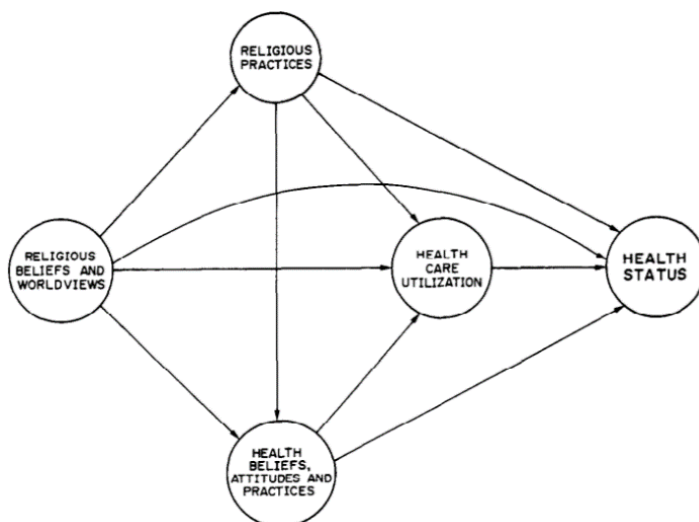 RELIGIOUS
PRACTICES
RELIGIOUS
BELIEFS AND
WORLDVIEWS
HEALTH
CARE
UTILIZATION
HEALTH
STATUS
HEALTH
BELIEFS,
ATTITUDES AND
PRACTICES